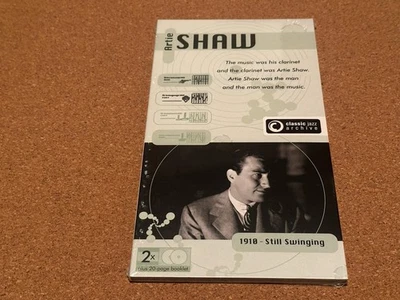 Artie
SHAW
The music was his clarinet
and the clarinet was Artie Shaw.
Artie Shaw was the man
and the man was the music.
classic jazz
archive
1910 - Still Swinging
2x
plus 20-page booklet